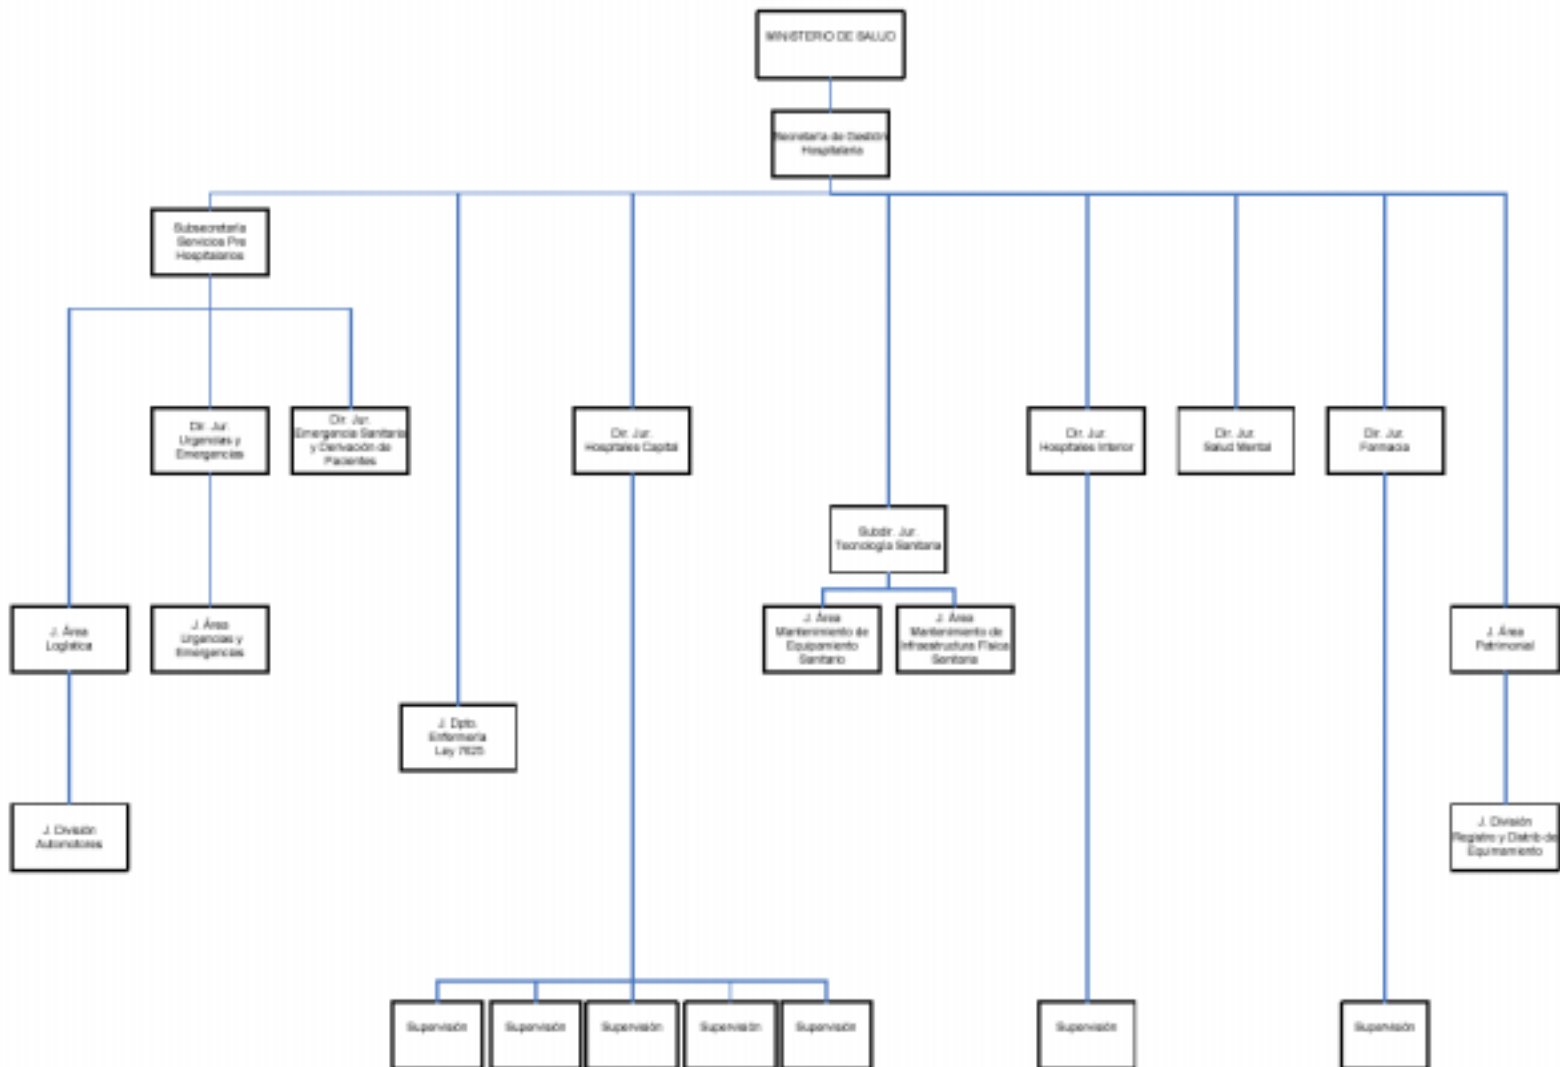 MINISTERIO DE SALUD
Secretaría de Gestión
Hospitalaria
Subsecretaría
Servicios Pre
Hospitalarios
Dir. Jur.
Urgencias y
Emergencias
Dir. Jur.
Emergencia Sanitaria
y Derivación de
Pacientes
Dir. Jur.
Hospitales Capital
Dir. Jur.
Hospitales Interior
Dir. Jur.
Salud Mental
Dir. Jur.
Farmacia
Subdir. Jur.
Tecnología Sanitaria
J. Área
Logística
J. Área
Urgencias y
Emergencias
J. Área
Mantenimiento de
Equipamiento
Sanitario
J. Área
Mantenimiento de
Infraestructura Física
Sanitaria
J. Área
Patrimonial
J. Dpto.
Enfermería
Ley 7625
J. División
Automotores
J. División
Registro y Distrib de
Equipamiento
Supervisión
Supervisión
Supervisión
Supervisión
Supervisión
Supervisión
Supervisión